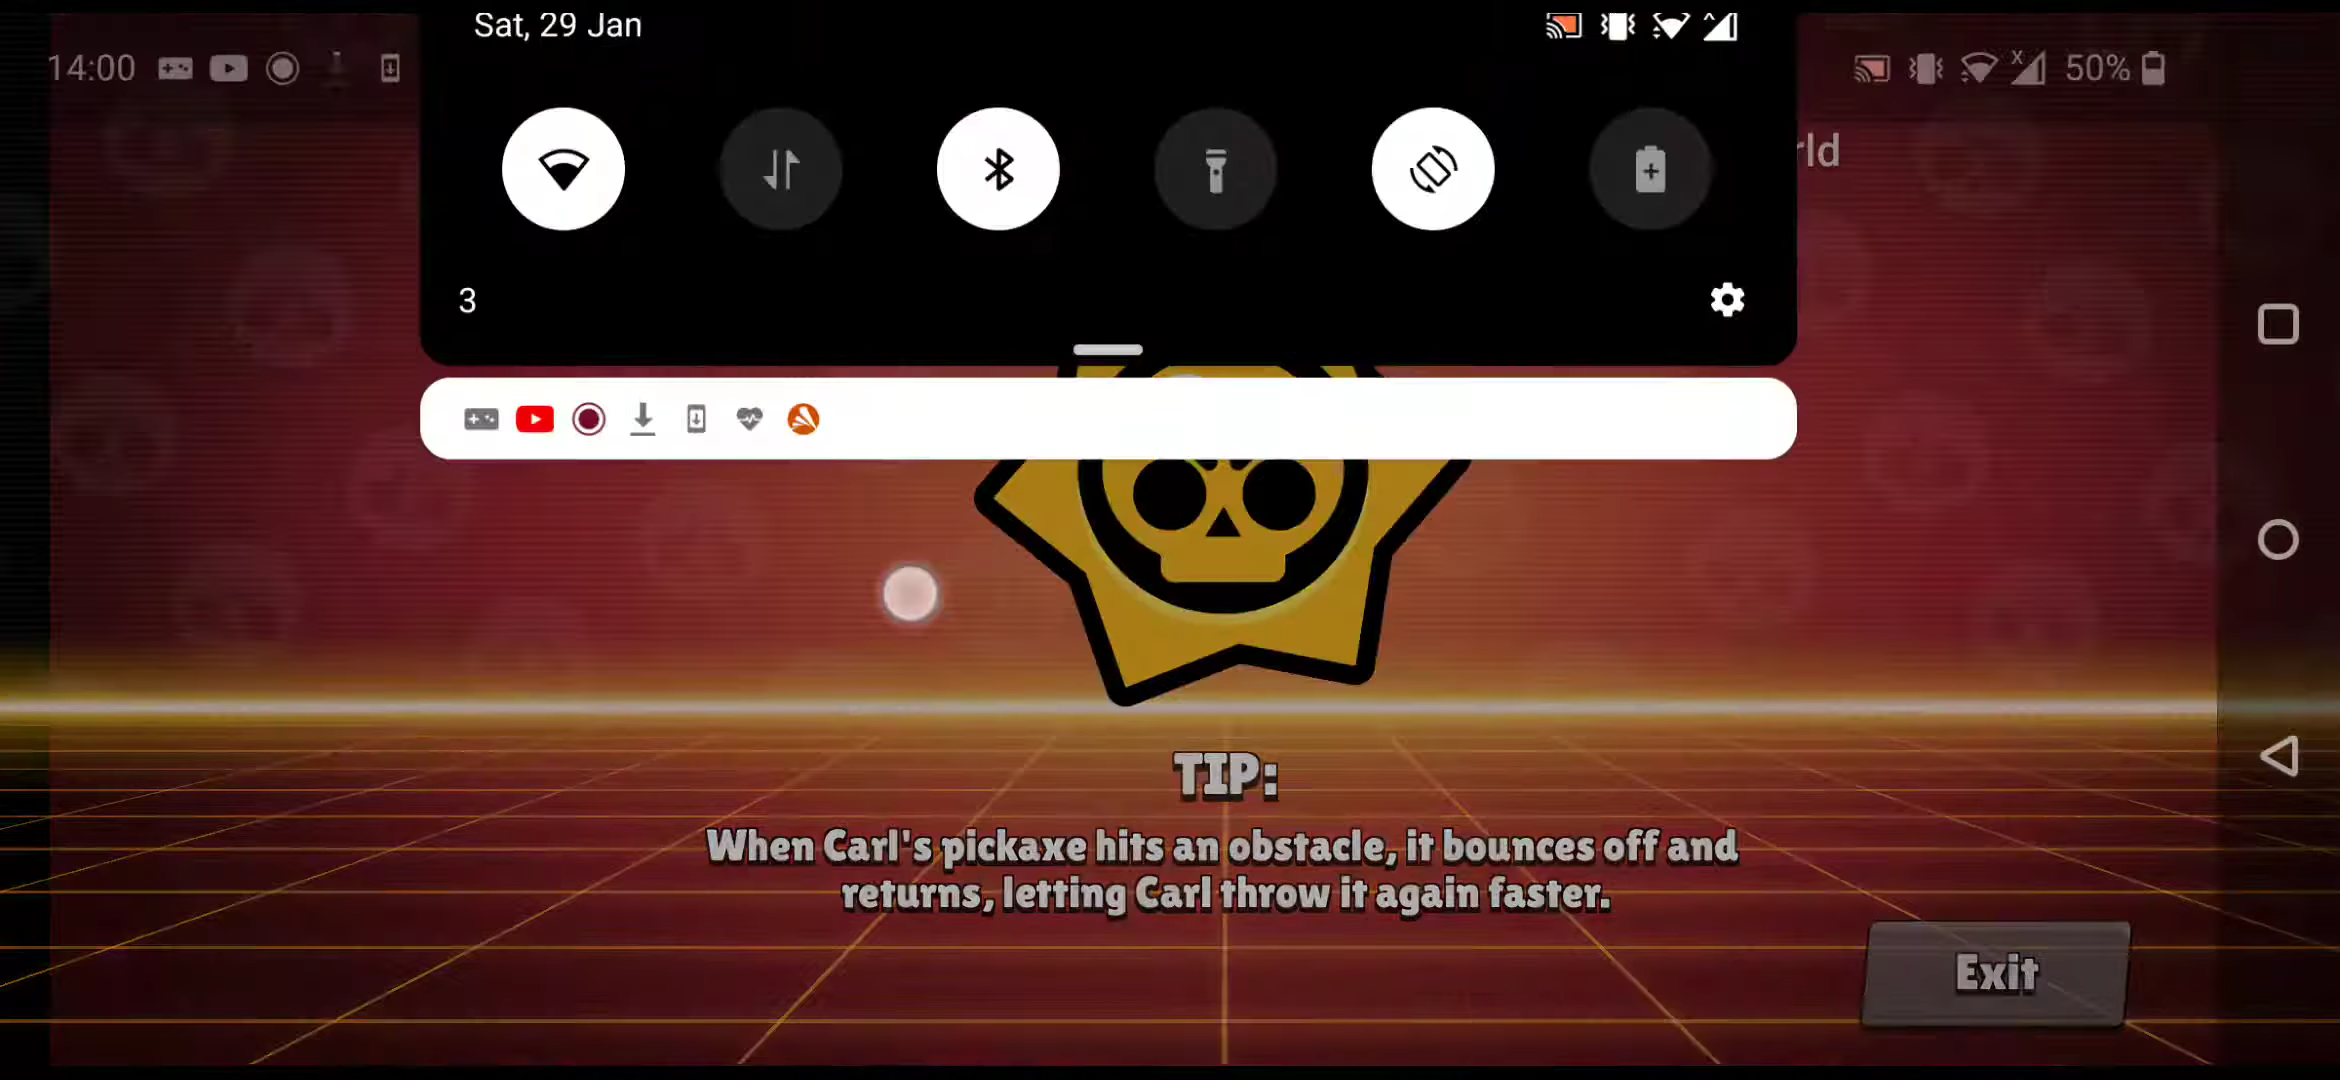 Sat, 29 Jan
14:00
50%
rld
3
TIP:
When Carl's pickaxe hits an obstacle, it bounces off and
returns, letting Carl throw it again faster.
Exit